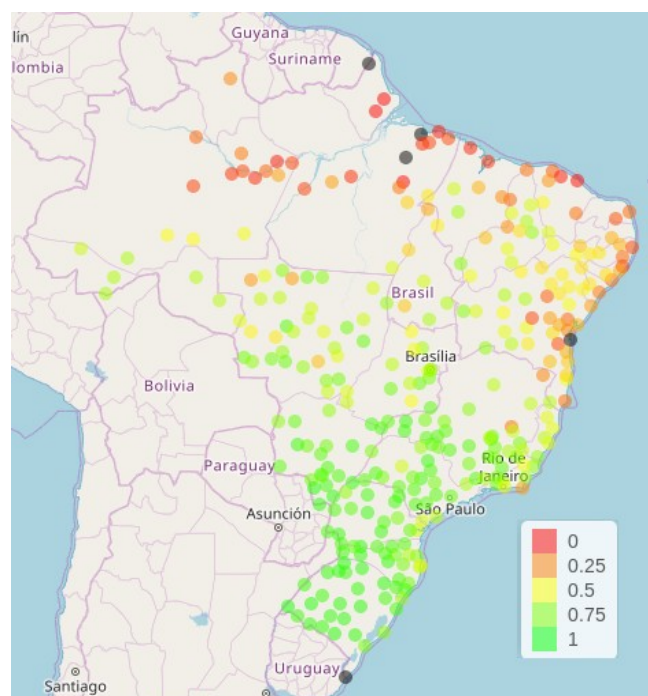 lín
Guyana
Suriname
olombia
Brasil
Brasília
Bolivia
Paraguay
Rio de
Janeiro
São Paulo
Asunción
0
0.25
0.5
0.75
1
Uruguay
Santiago